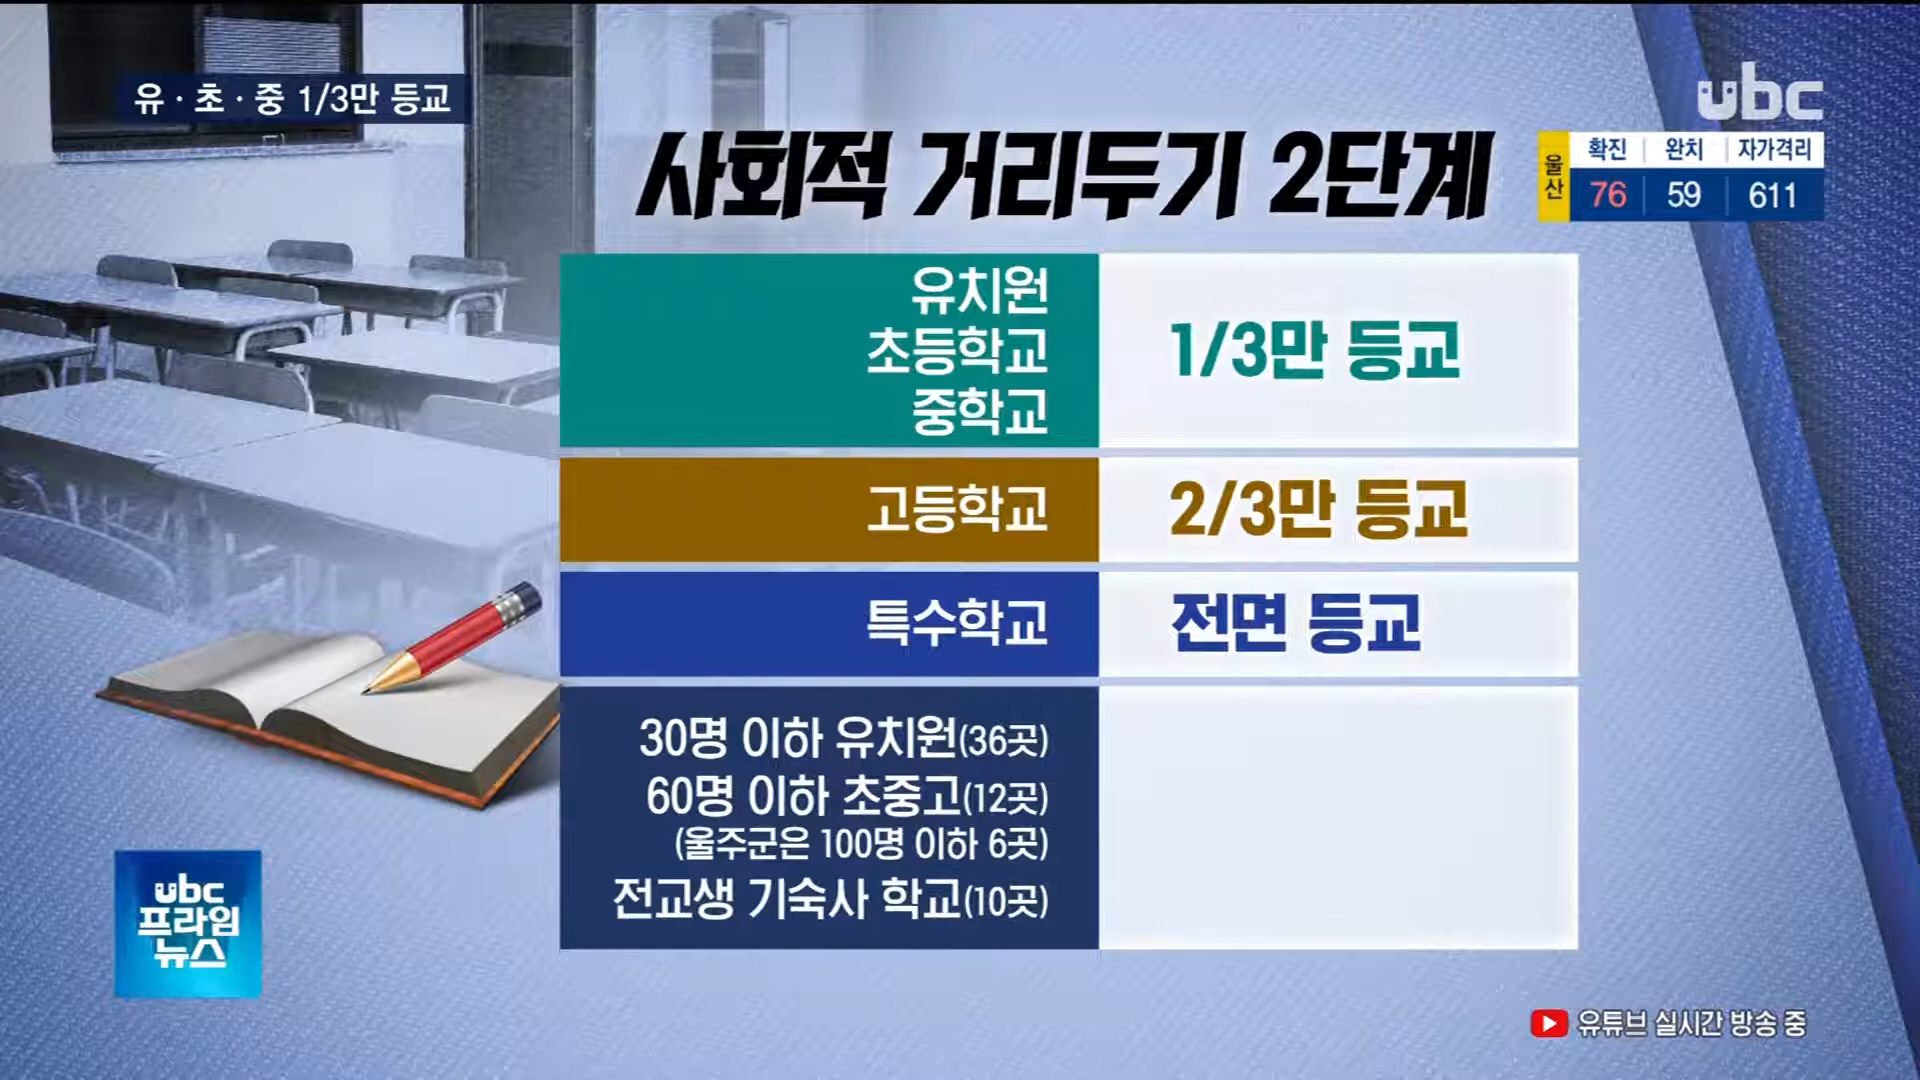 유·초·중 1/3만 등교
ubc
사회적 거리두기 2단계
울산
확진 완치 자가격리
76 59 611
유치원
초등학교
중학교
1/3만 등교
고등학교
2/3만 등교
특수학교
전면 등교
30명 이하 유치원(36곳)
60명 이하 초중고(12곳)
(울주군은 100명 이하 6곳)
전교생 기숙사 학교(10곳)
ubc
프라임
뉴스
유튜브 실시간 방송 중